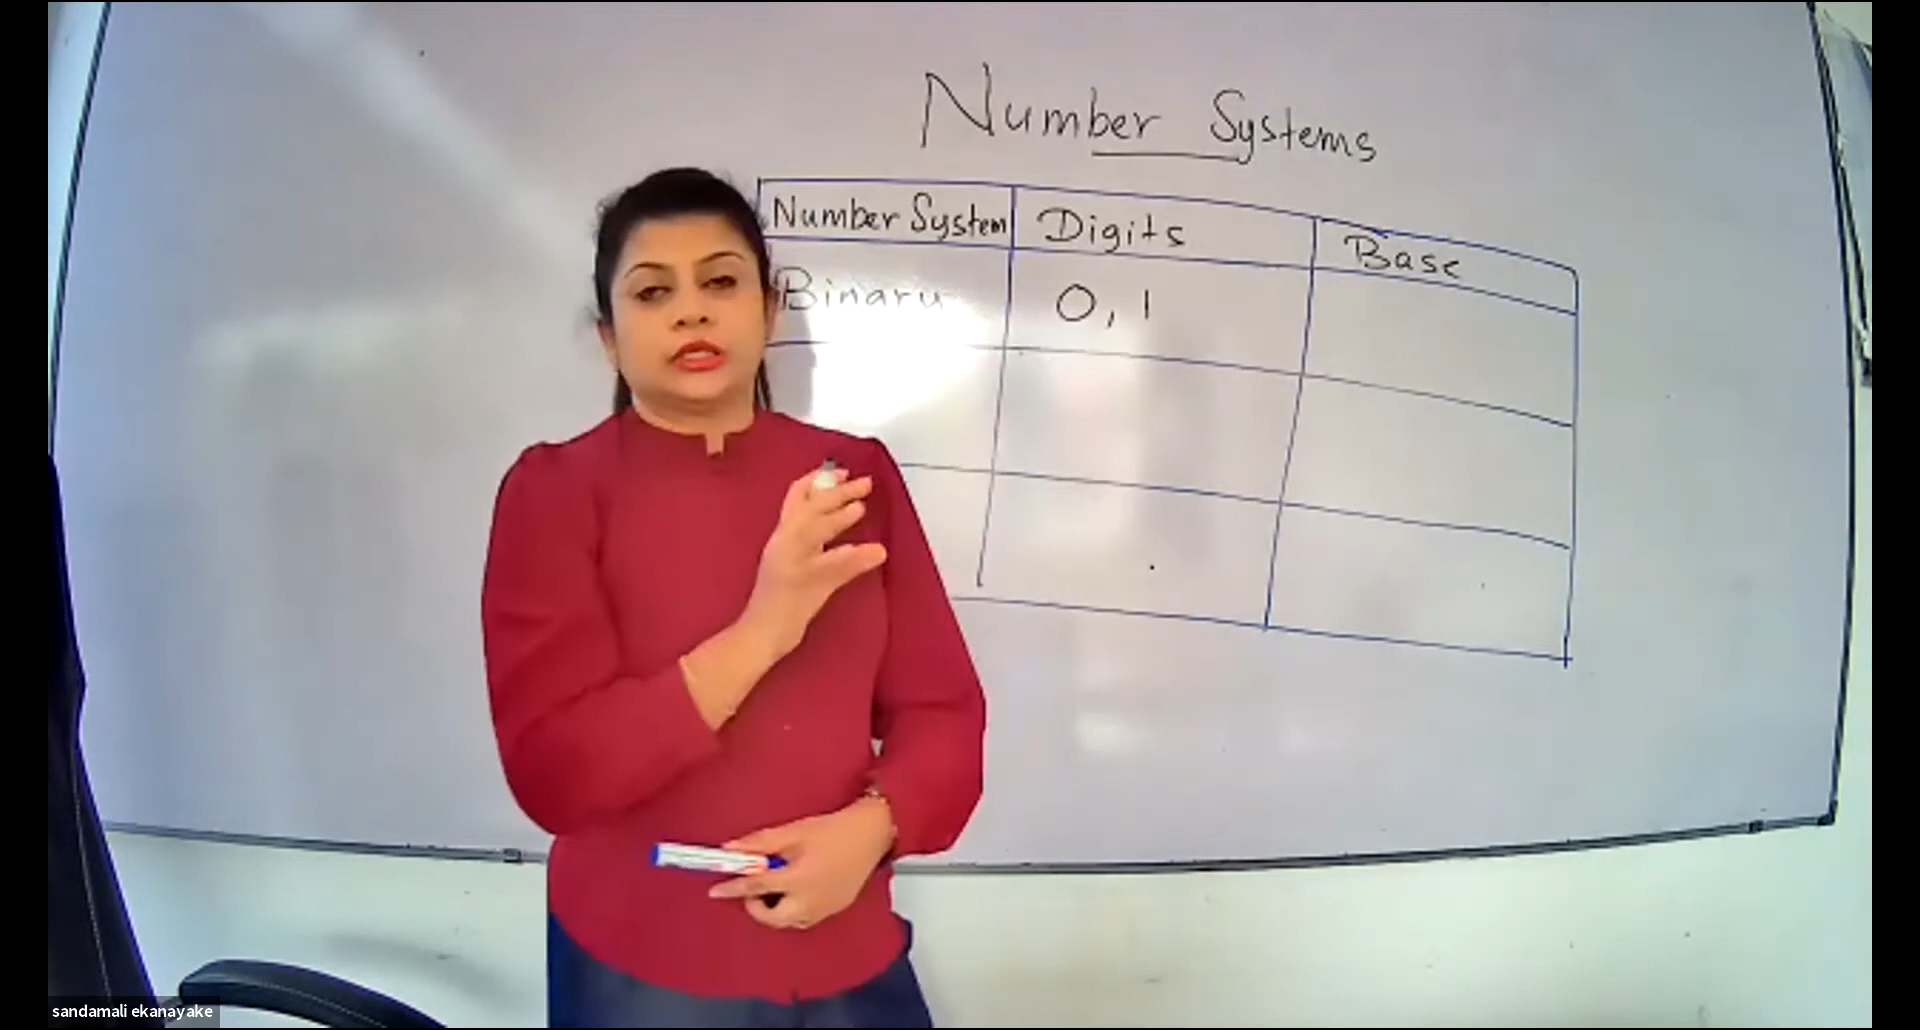 Number Systems
Number System Digits Base
Binary 0, 1
sandamali ekanayake